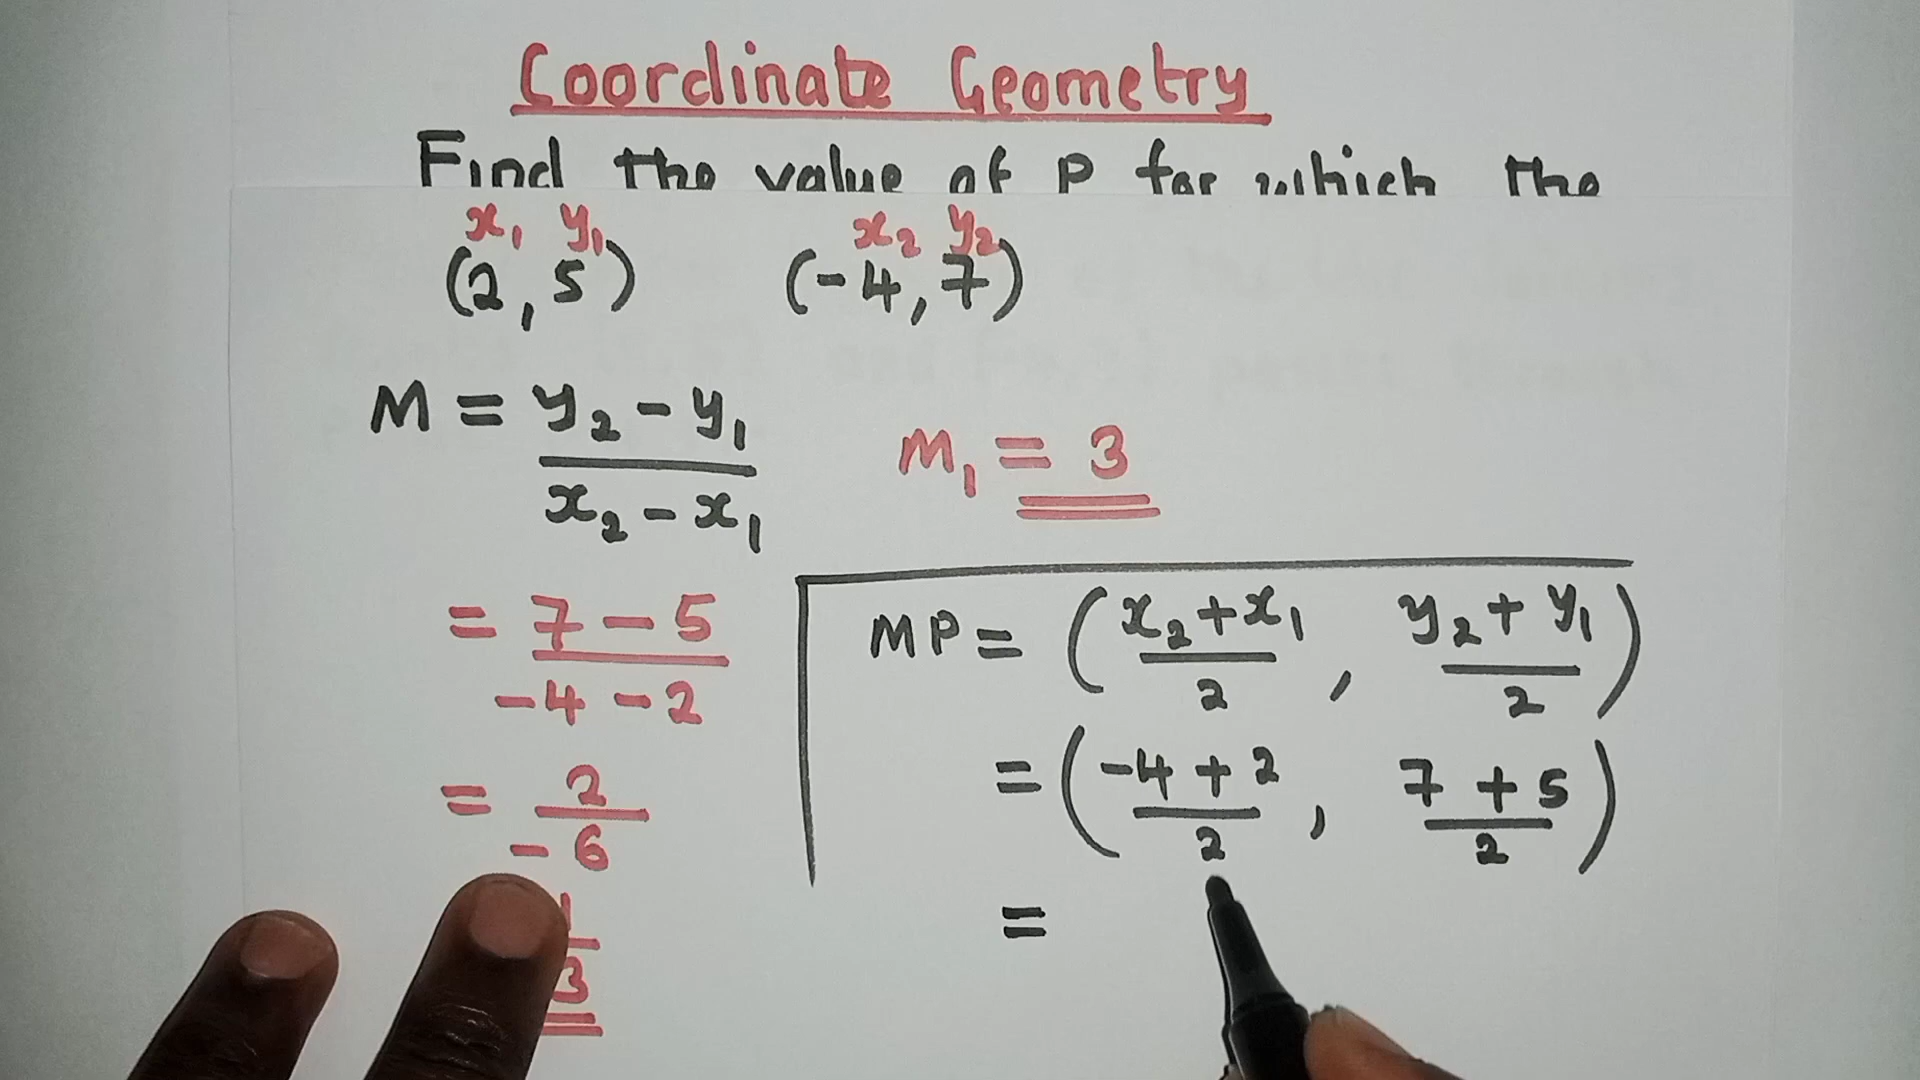 Coordinate Geometry
Find the value of P for which the
x₁ y₁ x₂ y₂
(2, 5) (-4, 7)
M = y₂ - y₁
x₂ - x₁
M₁ = 3
= 7 - 5
-4 - 2
= 2
-6
1
3
MP = (x₂ + x₁ / 2, y₂ + y₁ / 2)
= (-4 + 2 / 2, 7 + 5 / 2)
=